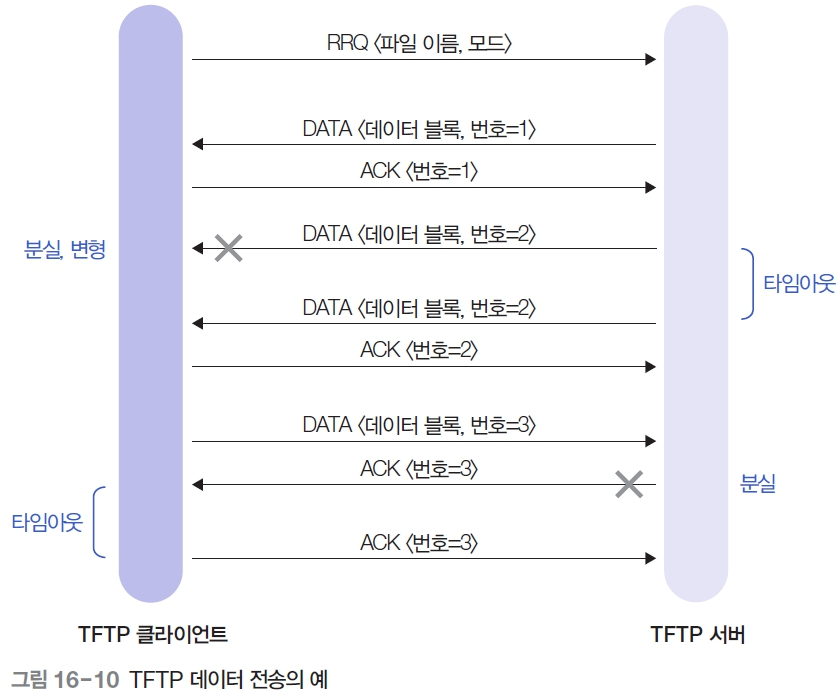 RRQ 〈파일 이름, 모드〉
DATA 〈데이터 블록, 번호=1〉
ACK 〈번호=1〉
분실, 변형
DATA 〈데이터 블록, 번호=2〉
타임아웃
DATA 〈데이터 블록, 번호=2〉
ACK 〈번호=2〉
DATA 〈데이터 블록, 번호=3〉
ACK 〈번호=3〉
분실
타임아웃
ACK 〈번호=3〉
TFTP 클라이언트
TFTP 서버
그림 16-10 TFTP 데이터 전송의 예